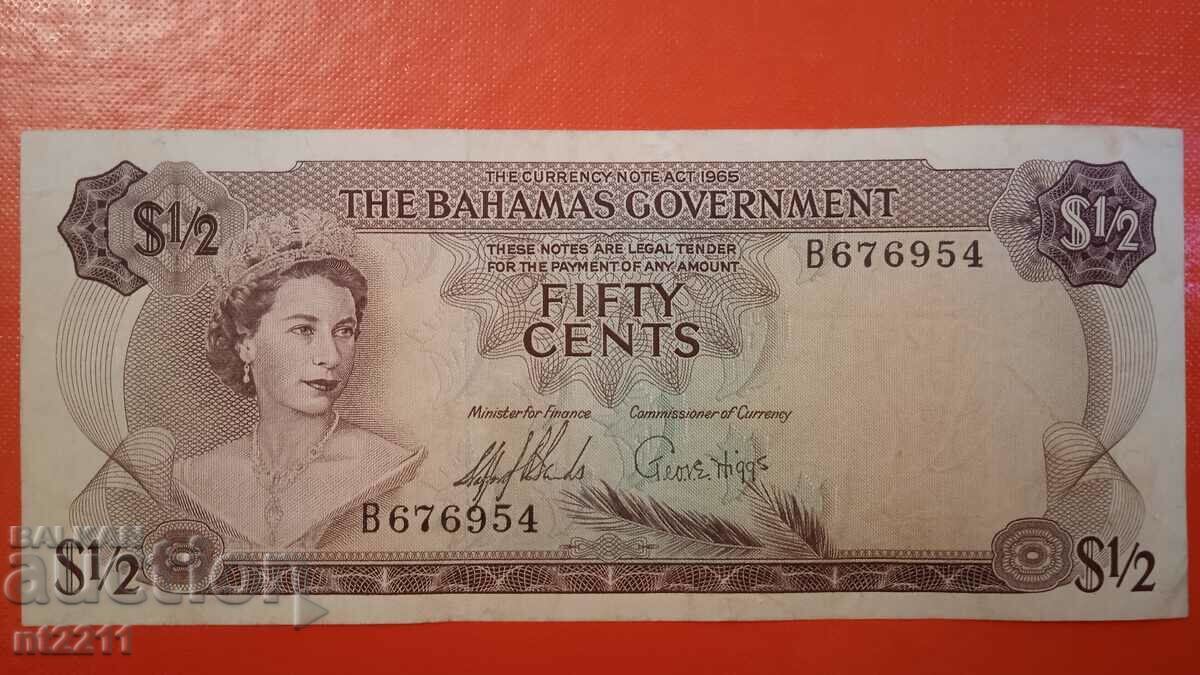 THE CURRENCY NOTE ACT 1965
THE BAHAMAS GOVERNMENT
$1/2
$1/2
THESE NOTES ARE LEGAL TENDER
FOR THE PAYMENT OF ANY AMOUNT
B676954
FIFTY
CENTS
Minister for Finance Commissioner of Currency
Geor. E. Higgs
B676954
$1/2
$1/2
BALKAN
auction
nt2211